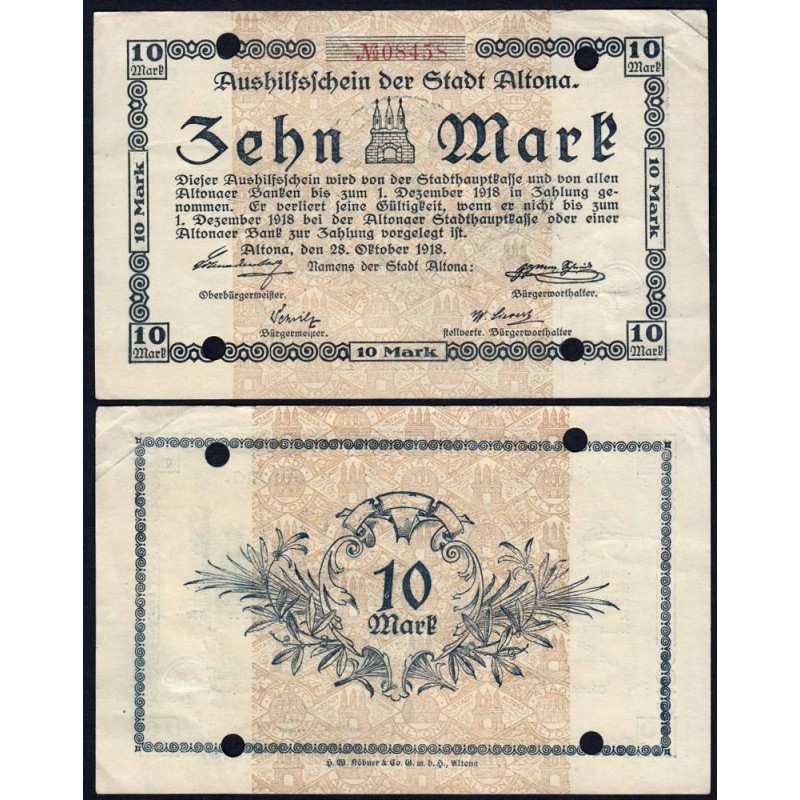 10 Mark
№08458
10 Mark
Aushilfsschein der Stadt Altona.
Zehn Mark
Dieser Aushilfsschein wird von der Stadthauptkasse und von allen
Altonaer Banken bis zum 1. Dezember 1918 in Zahlung ge-
nommen. Er verliert seine Gültigkeit, wenn er nicht bis zum
1. Dezember 1918 bei der Altonaer Stadthauptkasse oder einer
Altonaer Bank zur Zahlung vorgelegt ist.
Altona, den 28. Oktober 1918.
Namens der Stadt Altona:
Oberbürgermeister.
Bürgerworthalter.
Bürgermeister.
stellvertr. Bürgerworthalter
10 Mark
10 Mark
10 Mark
10 Mark
10 Mark
10
Mark
H. W. Köbner & Co. G. m. b. H., Altona